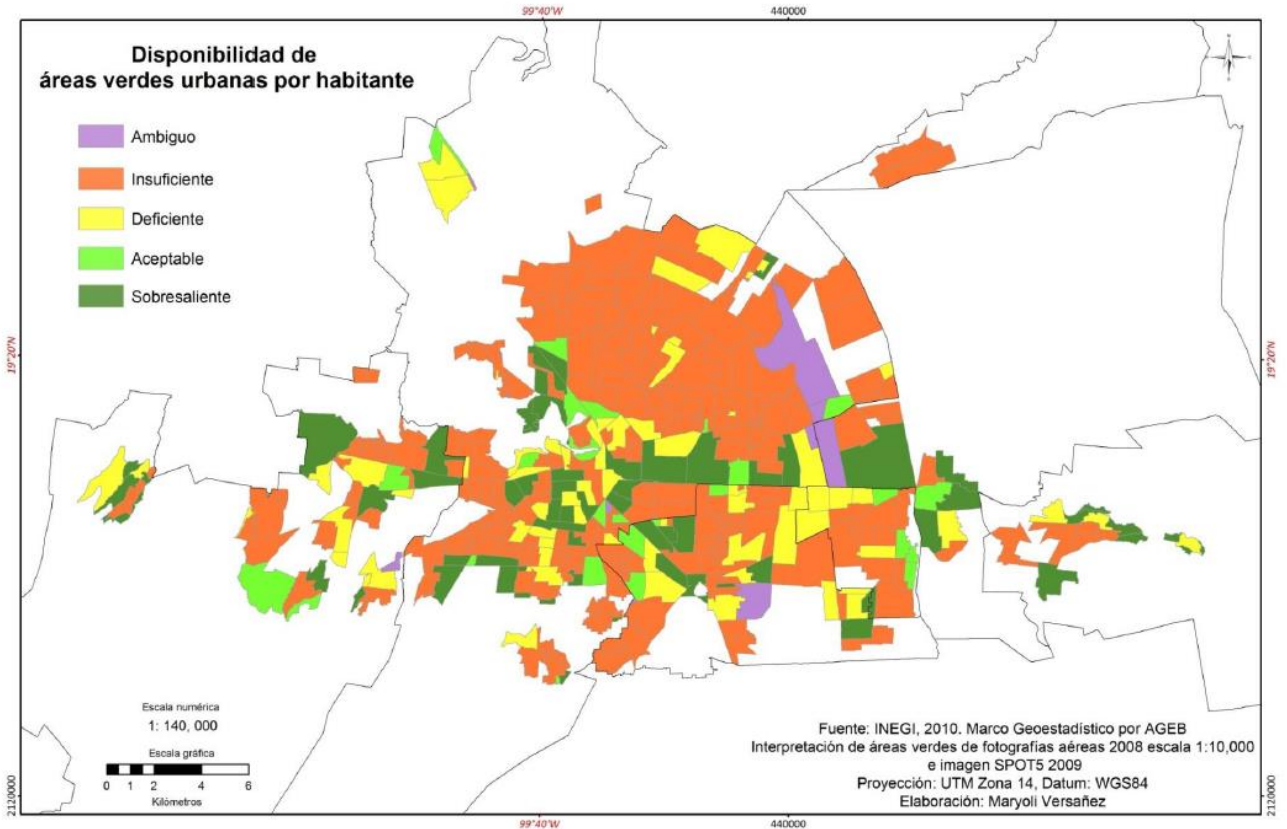 99°40'W
440000
Disponibilidad de
áreas verdes urbanas por habitante
Ambiguo
Insuficiente
Deficiente
Aceptable
Sobresaliente
19°20'N
19°20'N
Escala numérica
1: 140, 000
Escala gráfica
0 1 2 4 6
Kilómetros
Fuente: INEGI, 2010. Marco Geoestadístico por AGEB
Interpretación de áreas verdes de fotografías aéreas 2008 escala 1:10,000
e imagen SPOT5 2009
Proyección: UTM Zona 14, Datum: WGS84
Elaboración: Maryoli Versañez
2120000
2120000
99°40'W
440000